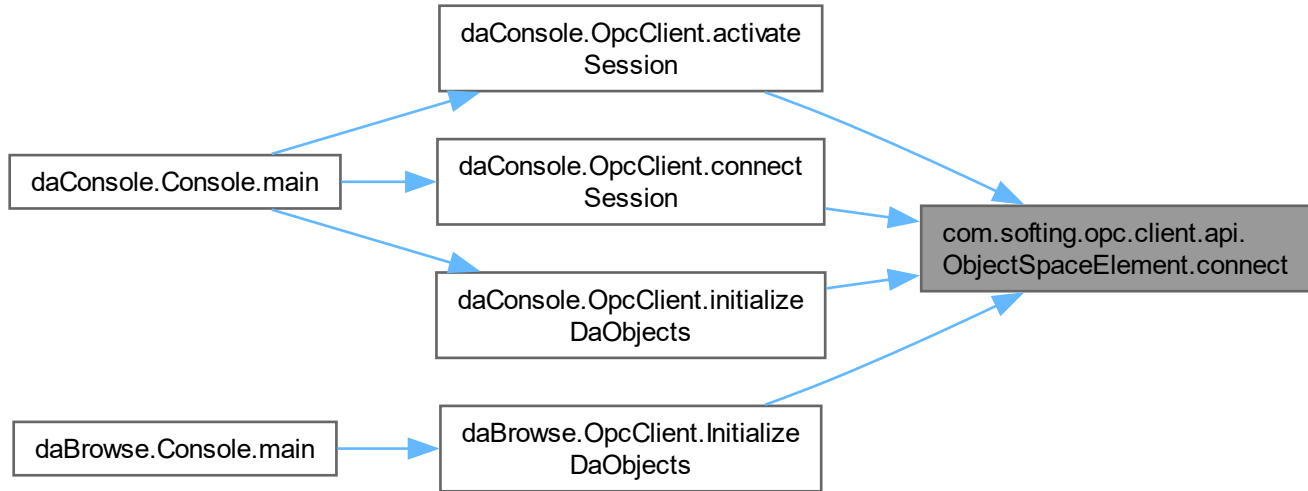 daConsole.OpcClient.activate
Session
daConsole.Console.main
daConsole.OpcClient.connect
Session
com.softing.opc.client.api.
ObjectSpaceElement.connect
daConsole.OpcClient.initialize
DaObjects
daBrowse.Console.main
daBrowse.OpcClient.Initialize
DaObjects